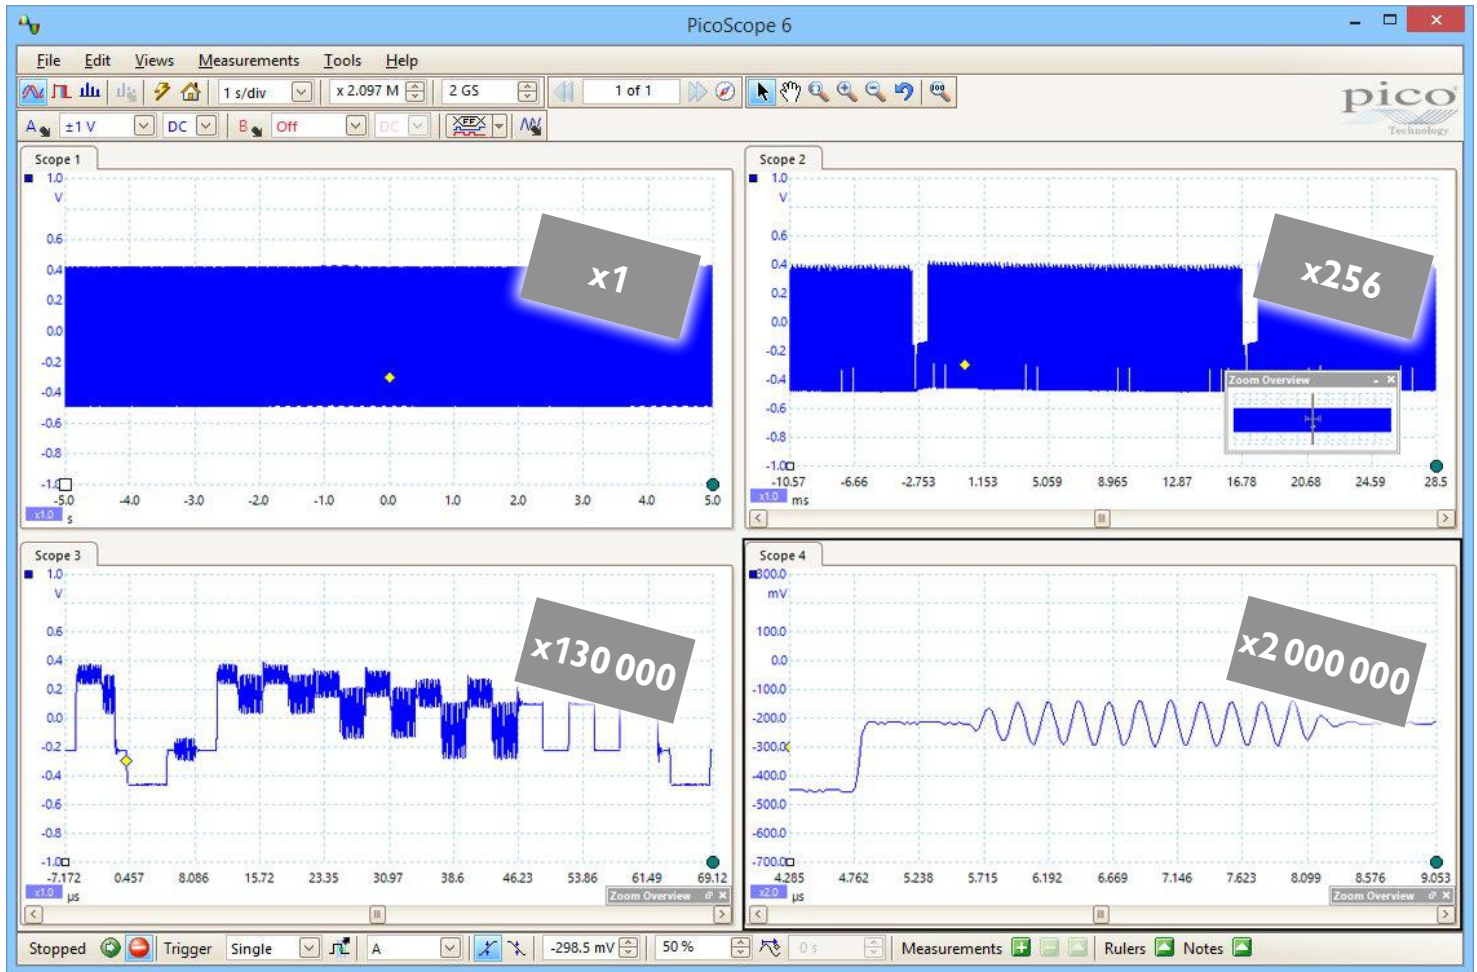 PicoScope 6
File Edit Views Measurements Tools Help
1 s/div x 2.097 M 2 GS 1 of 1
pico
Technology
A ±1 V DC B Off DC
Scope 1
1.0
V
0.6
0.4
0.2
0.0
-0.2
-0.4
-0.6
-0.8
-1.0
-5.0 -4.0 -3.0 -2.0 -1.0 0.0 1.0 2.0 3.0 4.0 5.0
x1.0 s
x1
Scope 2
1.0
V
0.6
0.4
0.2
0.0
-0.2
-0.4
-0.6
-0.8
-1.0
-10.57 -6.66 -2.753 1.153 5.059 8.965 12.87 16.78 20.68 24.59 28.5
x1.0 ms
x256
Zoom Overview
Scope 3
1.0
V
0.6
0.4
0.2
0.0
-0.2
-0.4
-0.6
-0.8
-1.0
-7.172 0.457 8.086 15.72 23.35 30.97 38.6 46.23 53.86 61.49 69.12
x1.0 µs
x130 000
Zoom Overview
Scope 4
300.0
mV
100.0
0.0
-100.0
-200.0
-300.0
-400.0
-500.0
-600.0
-700.0
4.285 4.762 5.238 5.715 6.192 6.669 7.146 7.623 8.099 8.576 9.053
x2.0 µs
x2 000 000
Zoom Overview
Stopped Trigger Single A -298.5 mV 50 % 0 s Measurements Rulers Notes